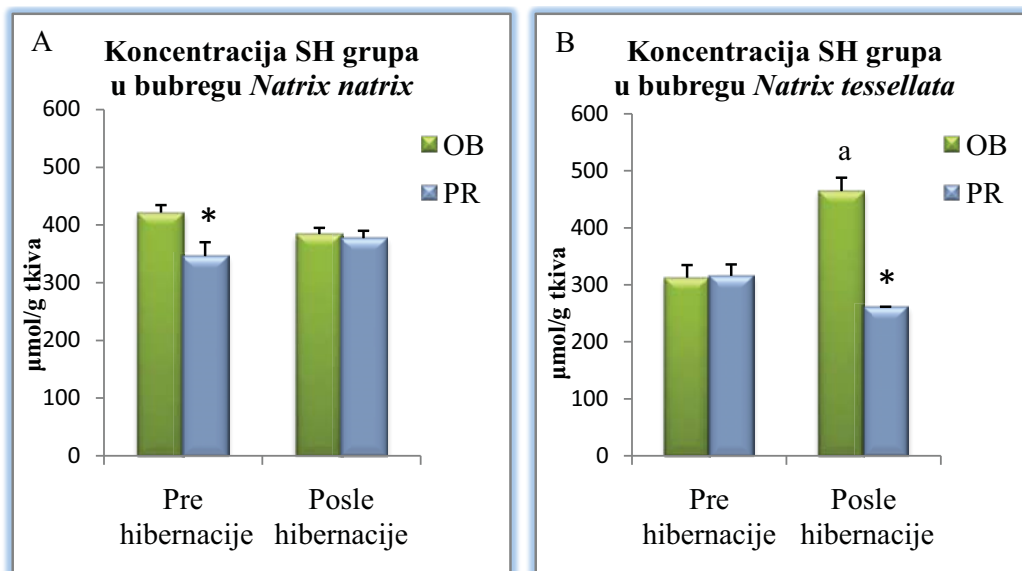 A
Koncentracija SH grupa
u bubregu Natrix natrix
600
500
400
300
200
100
0
µmol/g tkiva
OB
PR
*
Pre
hibernacije
Posle
hibernacije
B
Koncentracija SH grupa
u bubregu Natrix tessellata
600
500
400
300
200
100
0
µmol/g tkiva
OB
PR
a
*
Pre
hibernacije
Posle
hibernacije